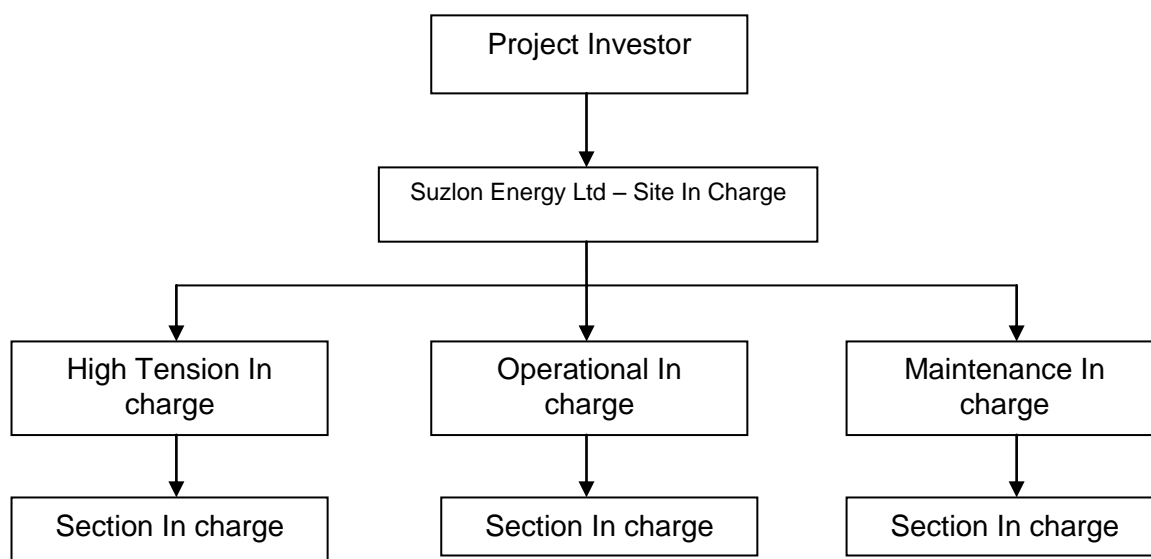 Project Investor
Suzlon Energy Ltd – Site In Charge
High Tension In
charge
Operational In
charge
Maintenance In
charge
Section In charge
Section In charge
Section In charge